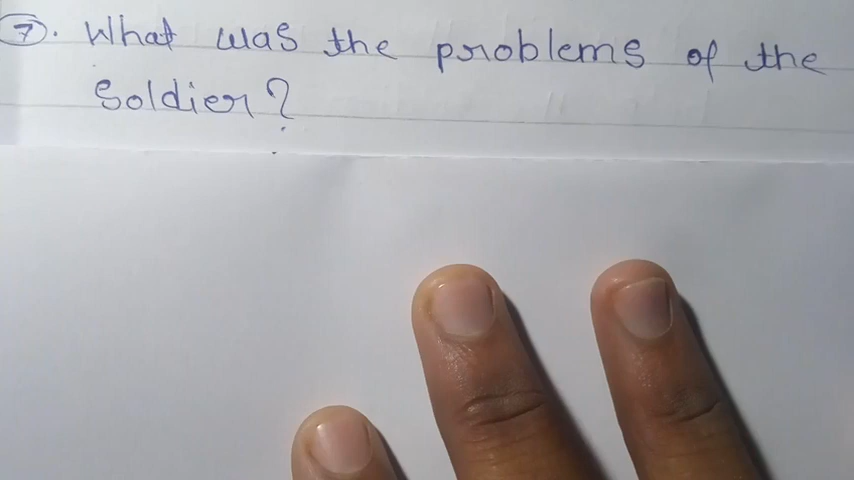 7. What was the problems of the
Soldier?